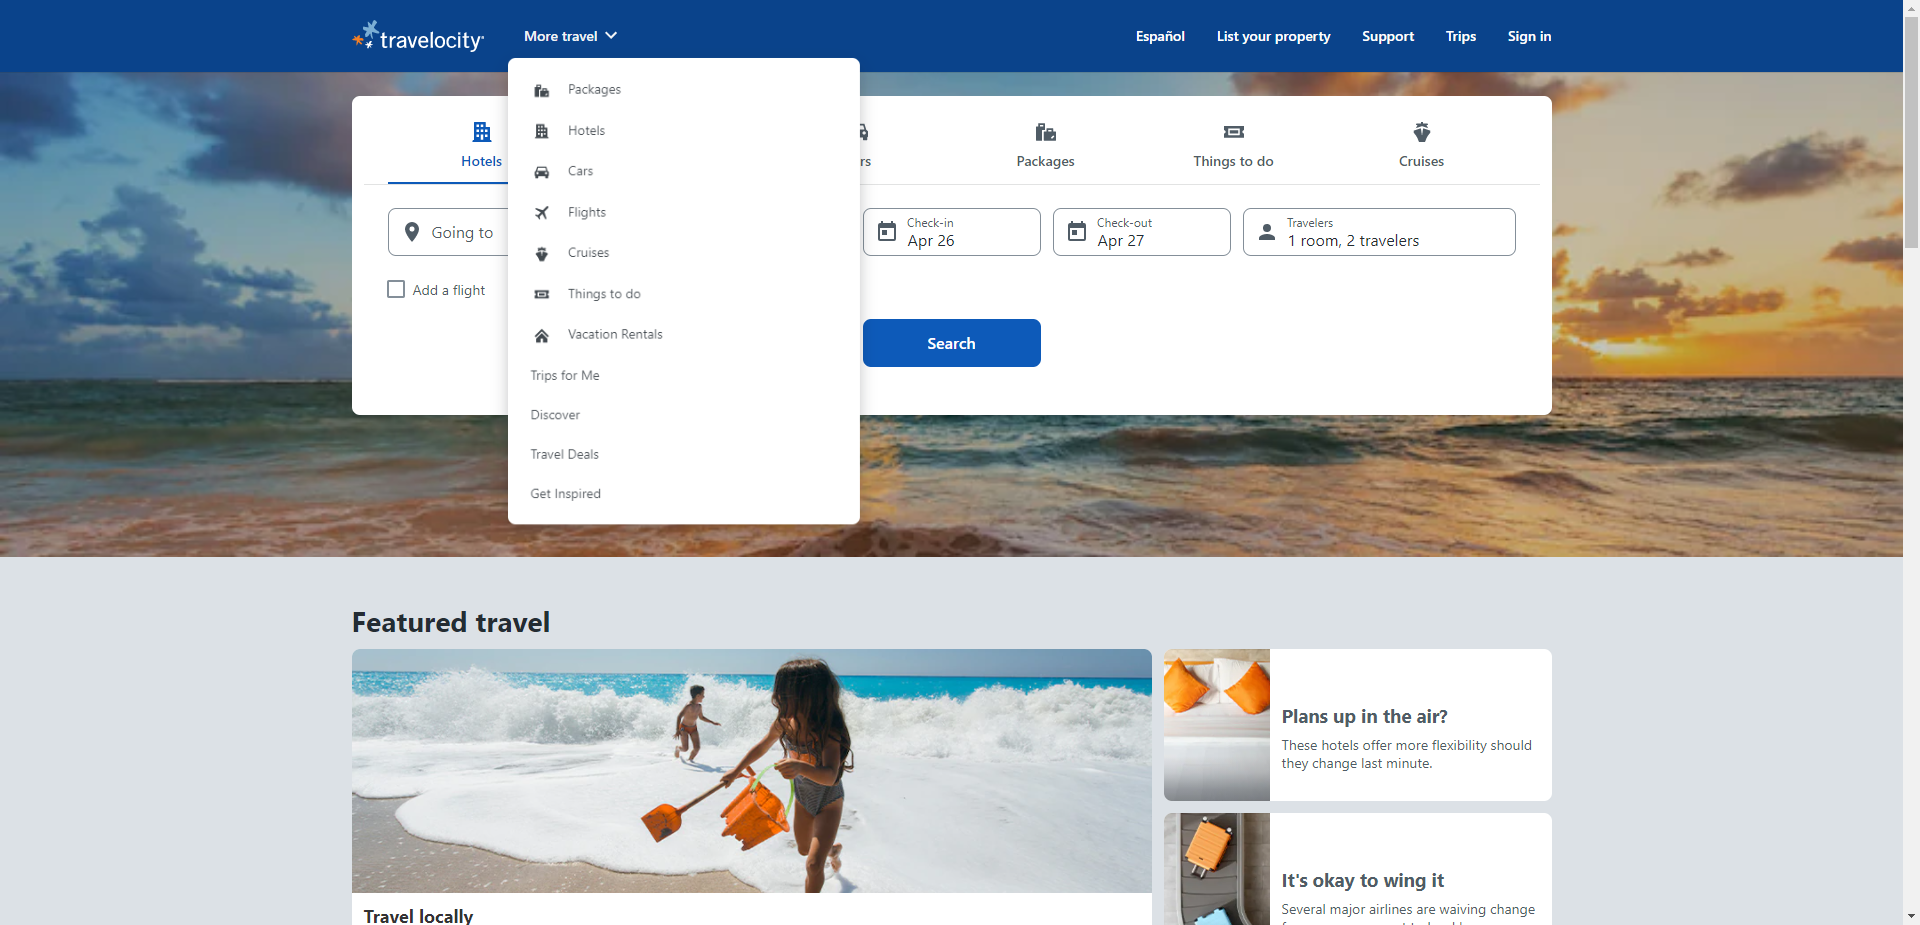 travelocity
More travel
Español
List your property
Support
Trips
Sign in
Packages
Hotels
Cars
Flights
Cruises
Things to do
Vacation Rentals
Trips for Me
Discover
Travel Deals
Get Inspired
Hotels
rs
Packages
Things to do
Cruises
Going to
Check-in
Apr 26
Check-out
Apr 27
Travelers
1 room, 2 travelers
Add a flight
Search
Featured travel
Travel locally
Plans up in the air?
These hotels offer more flexibility should
they change last minute.
It's okay to wing it
Several major airlines are waiving change